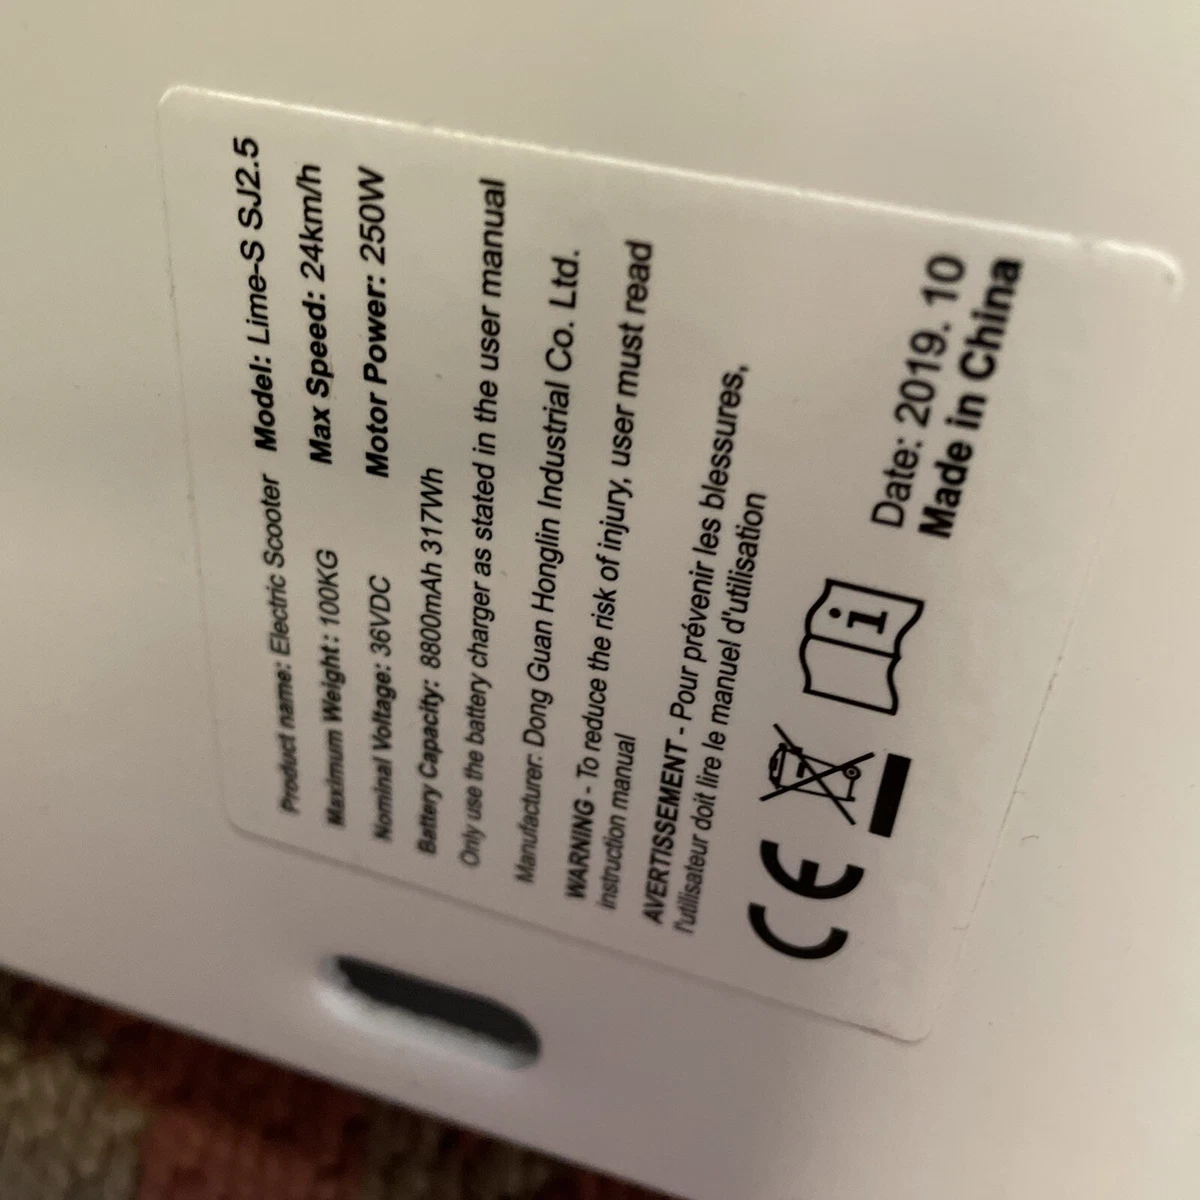 Product name: Electric Scooter Model: Lime-S SJ2.5
Maximum Weight: 100KG Max Speed: 24km/h
Nominal Voltage: 36VDC Motor Power: 250W
Battery Capacity: 8800mAh 317Wh
Only use the battery charger as stated in the user manual
Manufacturer: Dong Guan Honglin Industrial Co. Ltd.
WARNING - To reduce the risk of injury, user must read
instruction manual
AVERTISSEMENT - Pour prévenir les blessures,
l'utilisateur doit lire le manuel d'utilisation
CE
i
Date: 2019. 10
Made in China